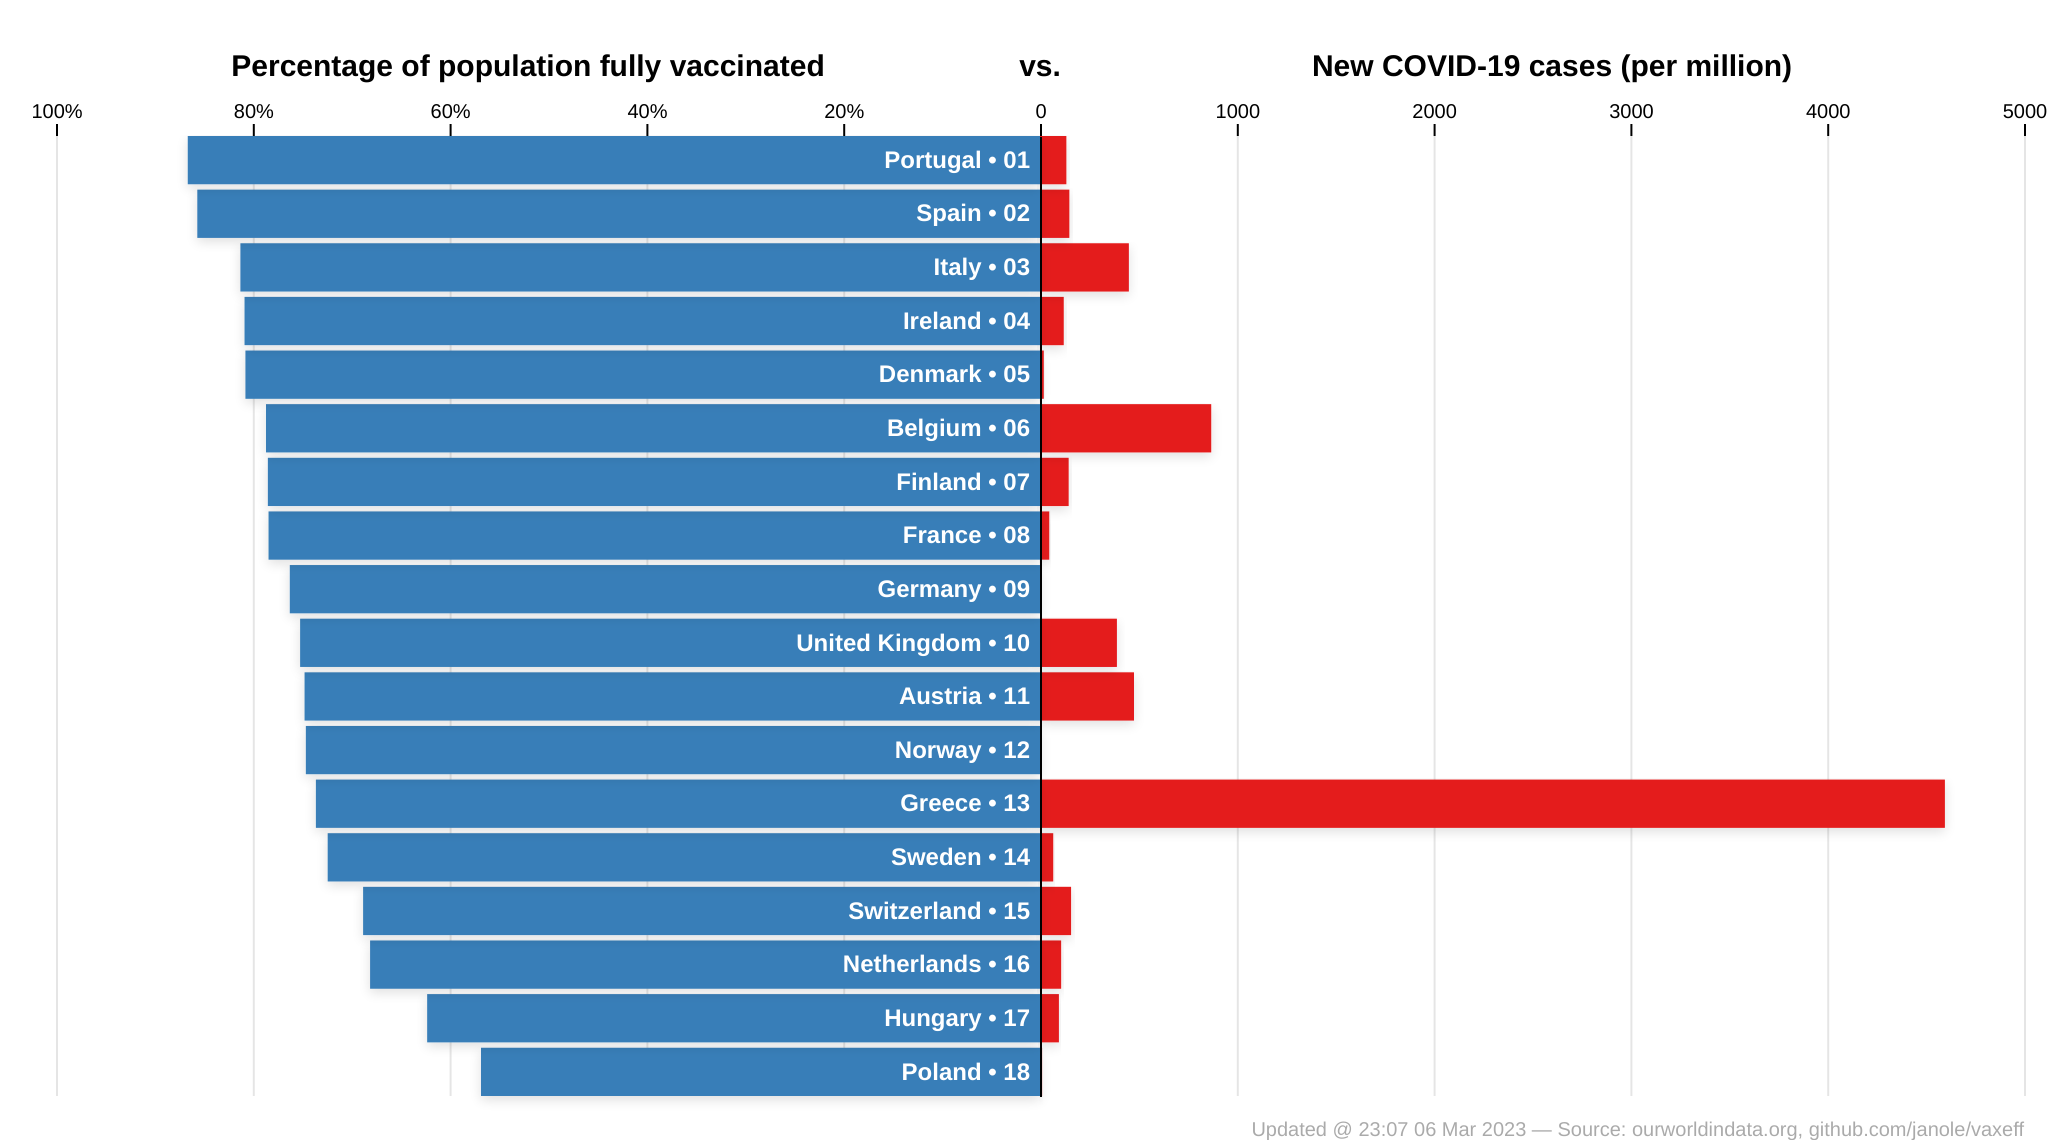 Percentage of population fully vaccinated vs. New COVID-19 cases (per million)
100% 80% 60% 40% 20% 0 1000 2000 3000 4000 5000
Portugal • 01
Spain • 02
Italy • 03
Ireland • 04
Denmark • 05
Belgium • 06
Finland • 07
France • 08
Germany • 09
United Kingdom • 10
Austria • 11
Norway • 12
Greece • 13
Sweden • 14
Switzerland • 15
Netherlands • 16
Hungary • 17
Poland • 18
Updated @ 23:07 06 Mar 2023 — Source: ourworldindata.org, github.com/janole/vaxeff